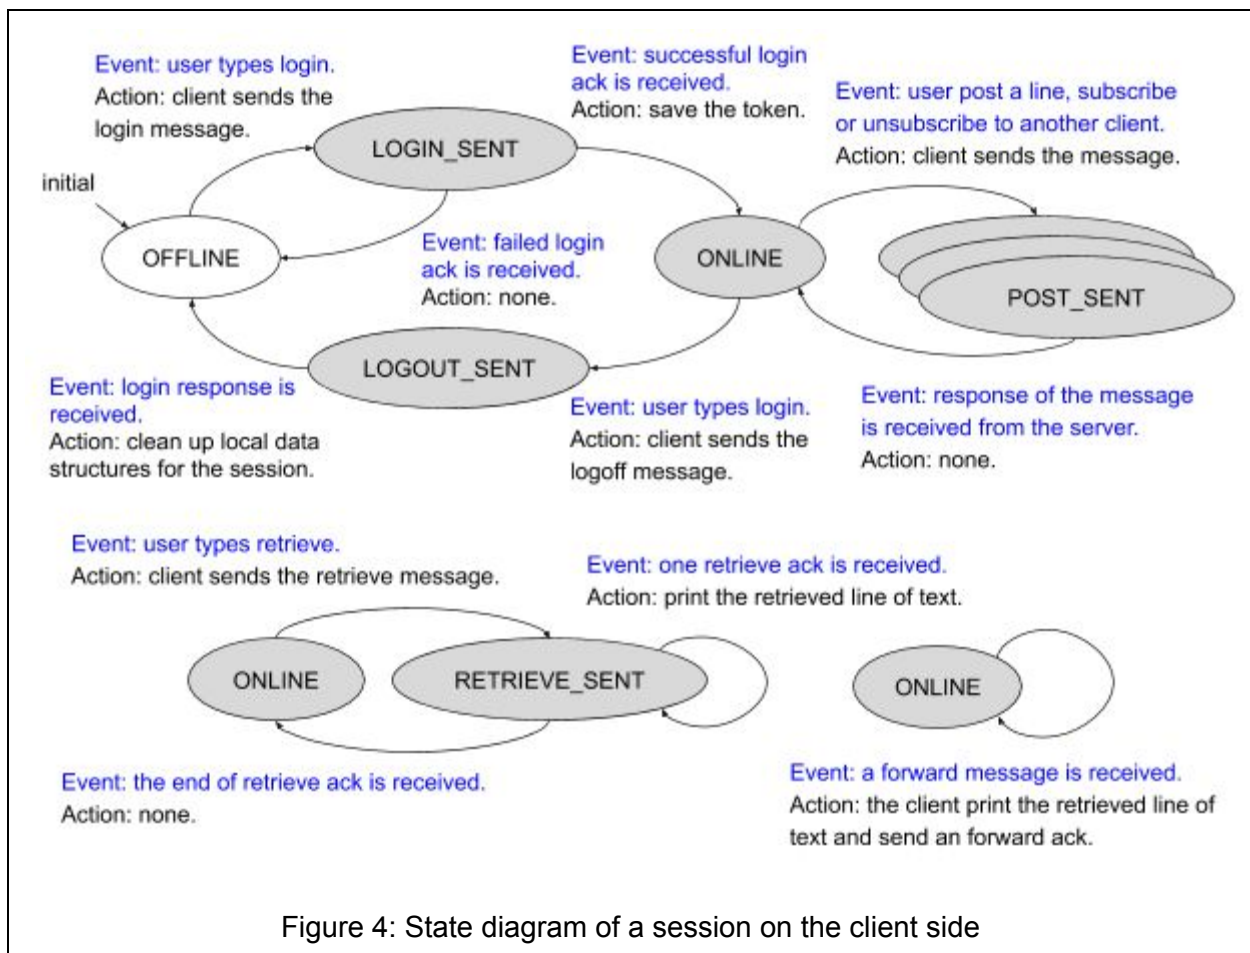 Event: user types login.
Action: client sends the
login message.
Event: successful login
ack is received.
Action: save the token.
Event: user post a line, subscribe
or unsubscribe to another client.
Action: client sends the message.
LOGIN_SENT
initial
OFFLINE
Event: failed login
ack is received.
Action: none.
ONLINE
POST_SENT
LOGOUT_SENT
Event: login response is
received.
Action: clean up local data
structures for the session.
Event: user types login.
Action: client sends the
logoff message.
Event: response of the message
is received from the server.
Action: none.
Event: user types retrieve.
Action: client sends the retrieve message.
Event: one retrieve ack is received.
Action: print the retrieved line of text.
ONLINE
RETRIEVE_SENT
ONLINE
Event: the end of retrieve ack is received.
Action: none.
Event: a forward message is received.
Action: the client print the retrieved line of
text and send an forward ack.
Figure 4: State diagram of a session on the client side